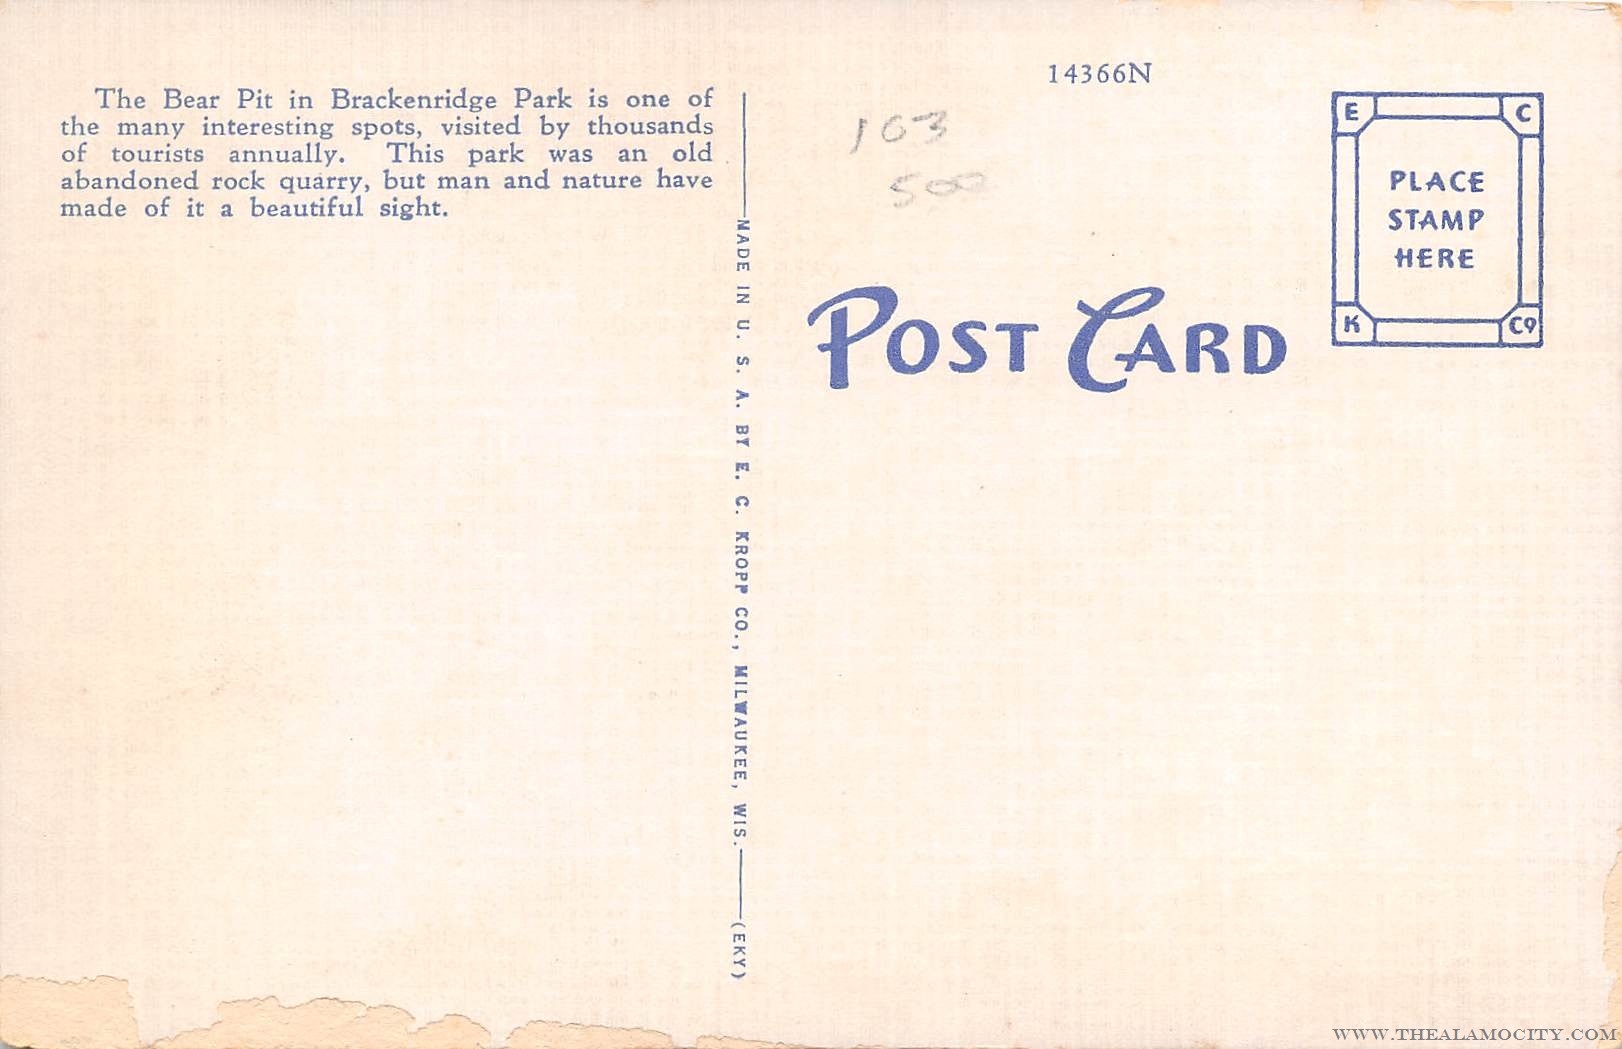 The Bear Pit in Brackenridge Park is one of
the many interesting spots, visited by thousands
of tourists annually. This park was an old
abandoned rock quarry, but man and nature have
made of it a beautiful sight.
MADE IN U. S. A. BY E. C. KROPP CO., MILWAUKEE, WIS.
(EKY)
14366N
103
500
POST CARD
E C
PLACE
STAMP
HERE
K C9
WWW.THEALAMOCITY.COM